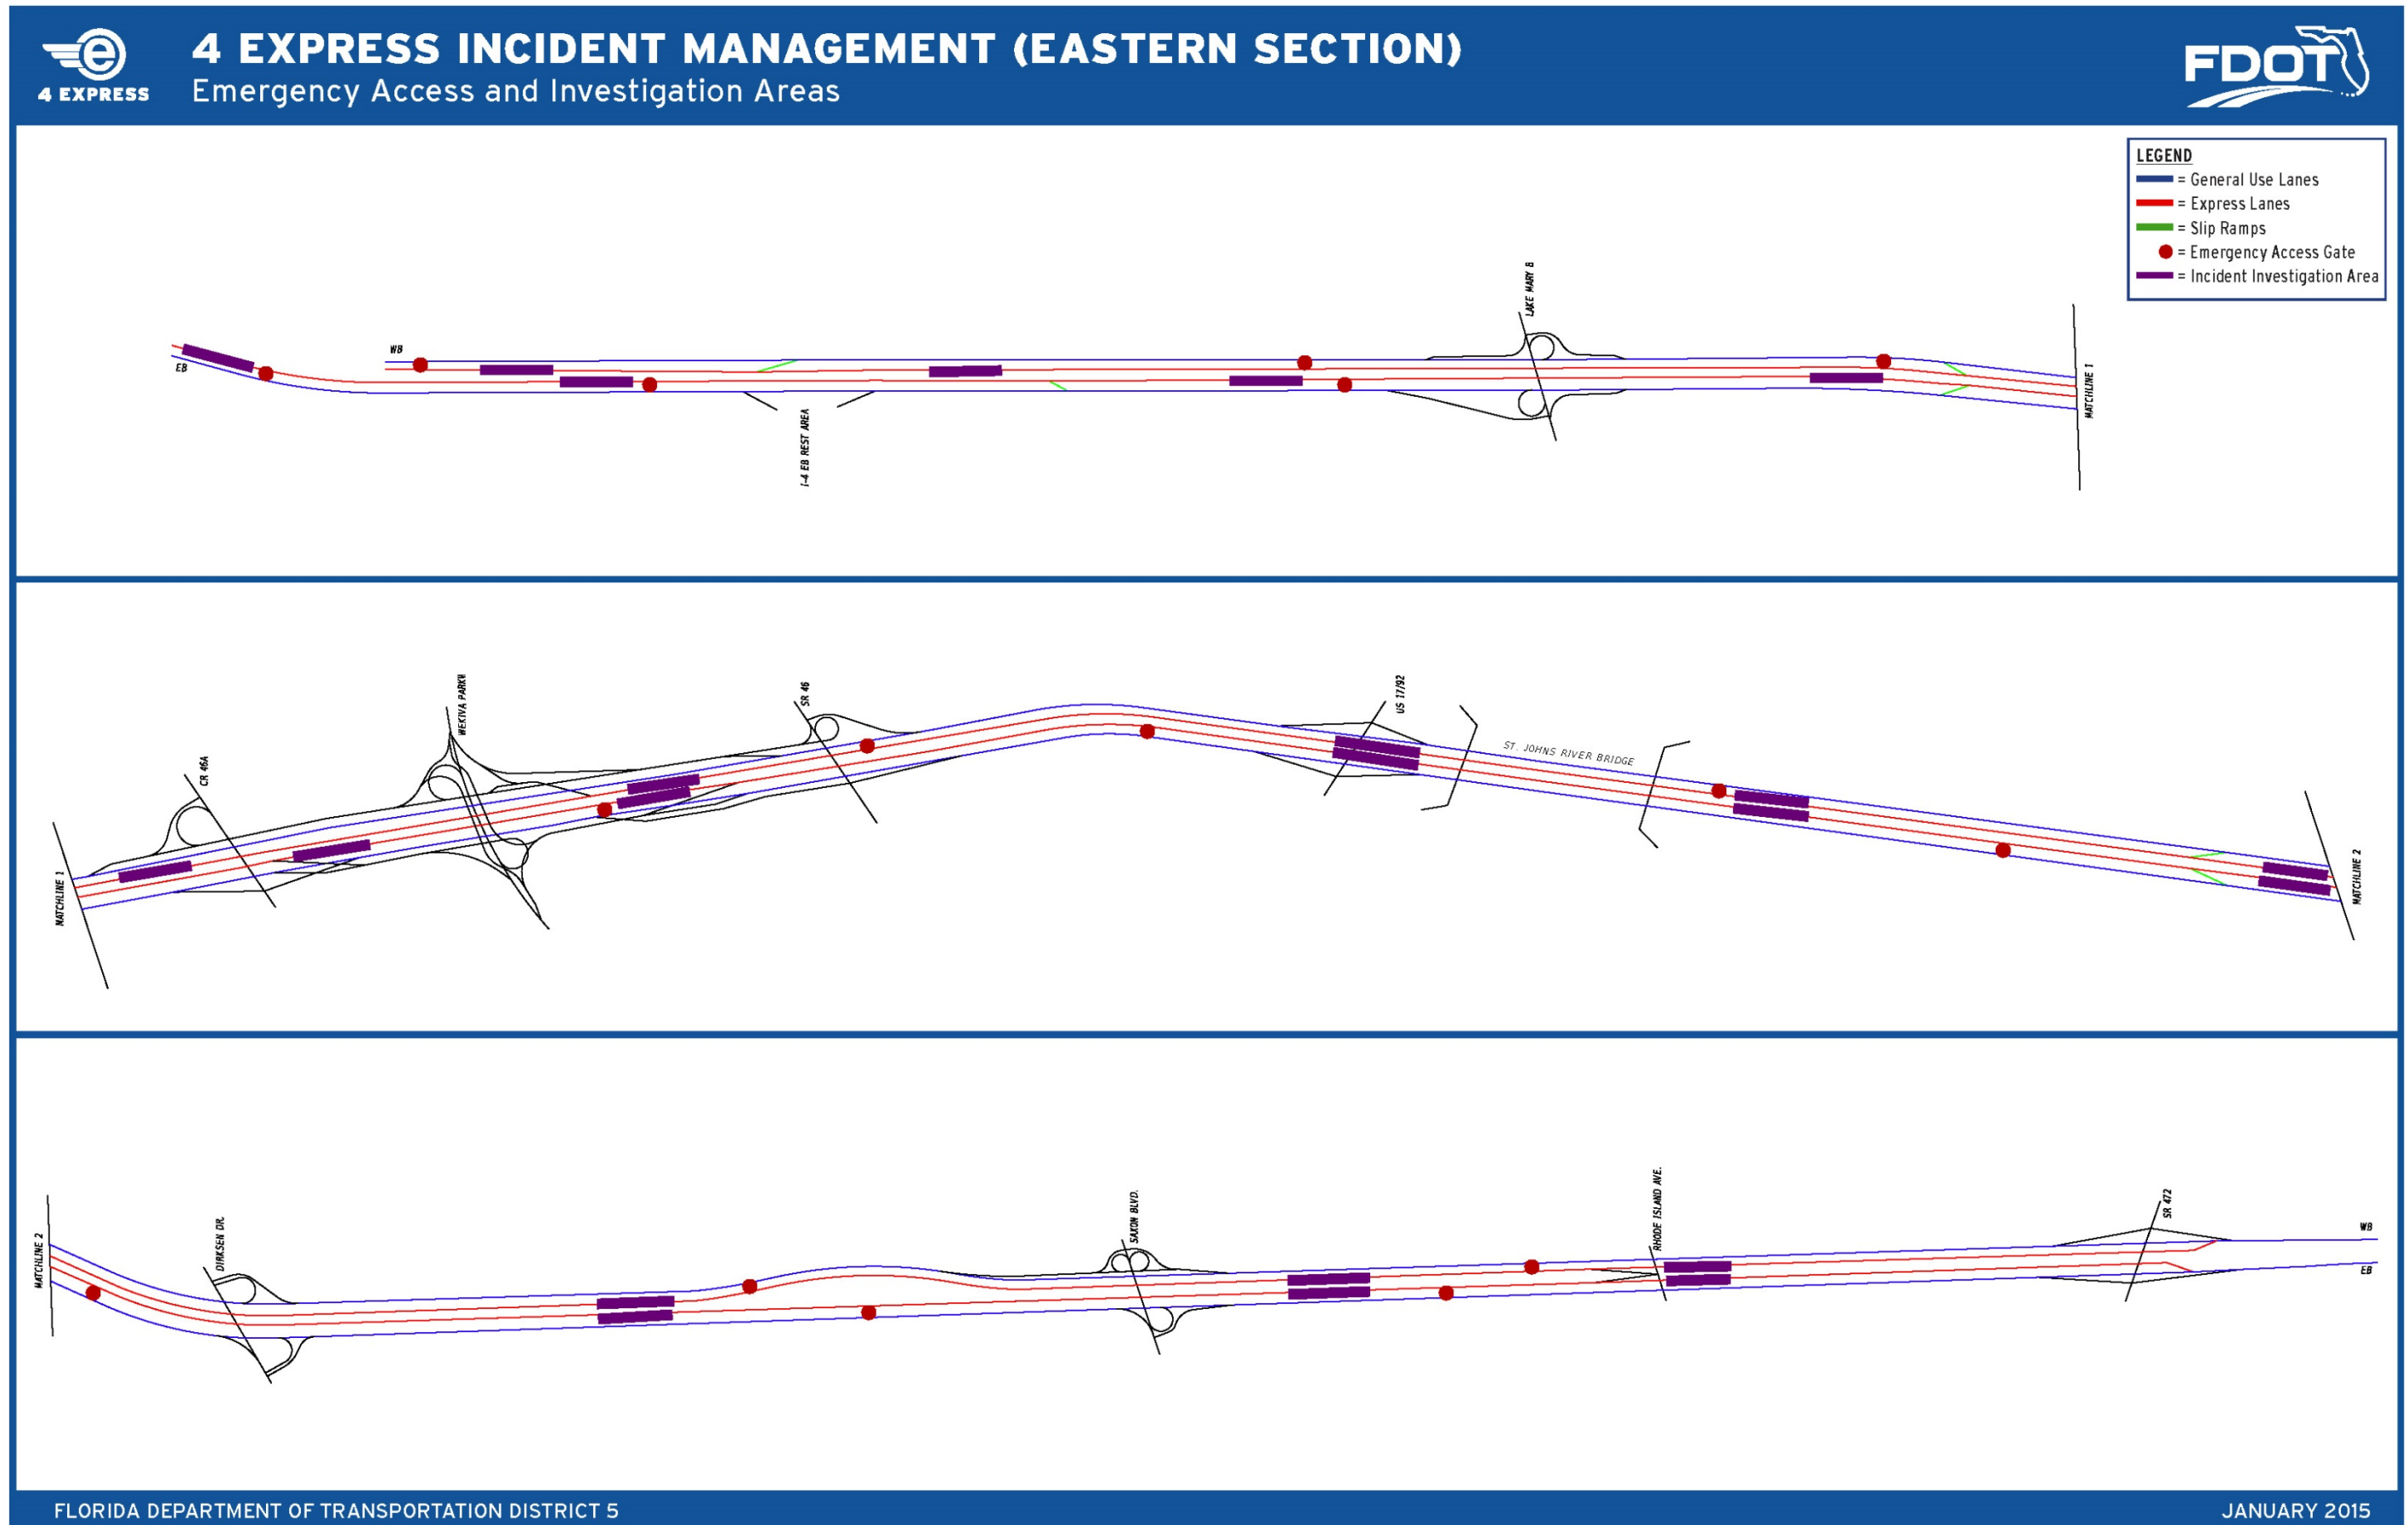 4 EXPRESS INCIDENT MANAGEMENT (EASTERN SECTION)
Emergency Access and Investigation Areas
e
4 EXPRESS
FDOT
LEGEND
= General Use Lanes
= Express Lanes
= Slip Ramps
= Emergency Access Gate
= Incident Investigation Area
LAKE MARY B
WB
EB
I-4 EB REST AREA
MATCHLINE 1
WEKIVA PARKW
SR 46
US 17/92
CR 46A
ST. JOHNS RIVER BRIDGE
MATCHLINE 1
MATCHLINE 2
RHODE ISLAND AVE.
SAXON BLVD.
SR 472
DIRKSEN DR.
MATCHLINE 2
WB
EB
FLORIDA DEPARTMENT OF TRANSPORTATION DISTRICT 5
JANUARY 2015